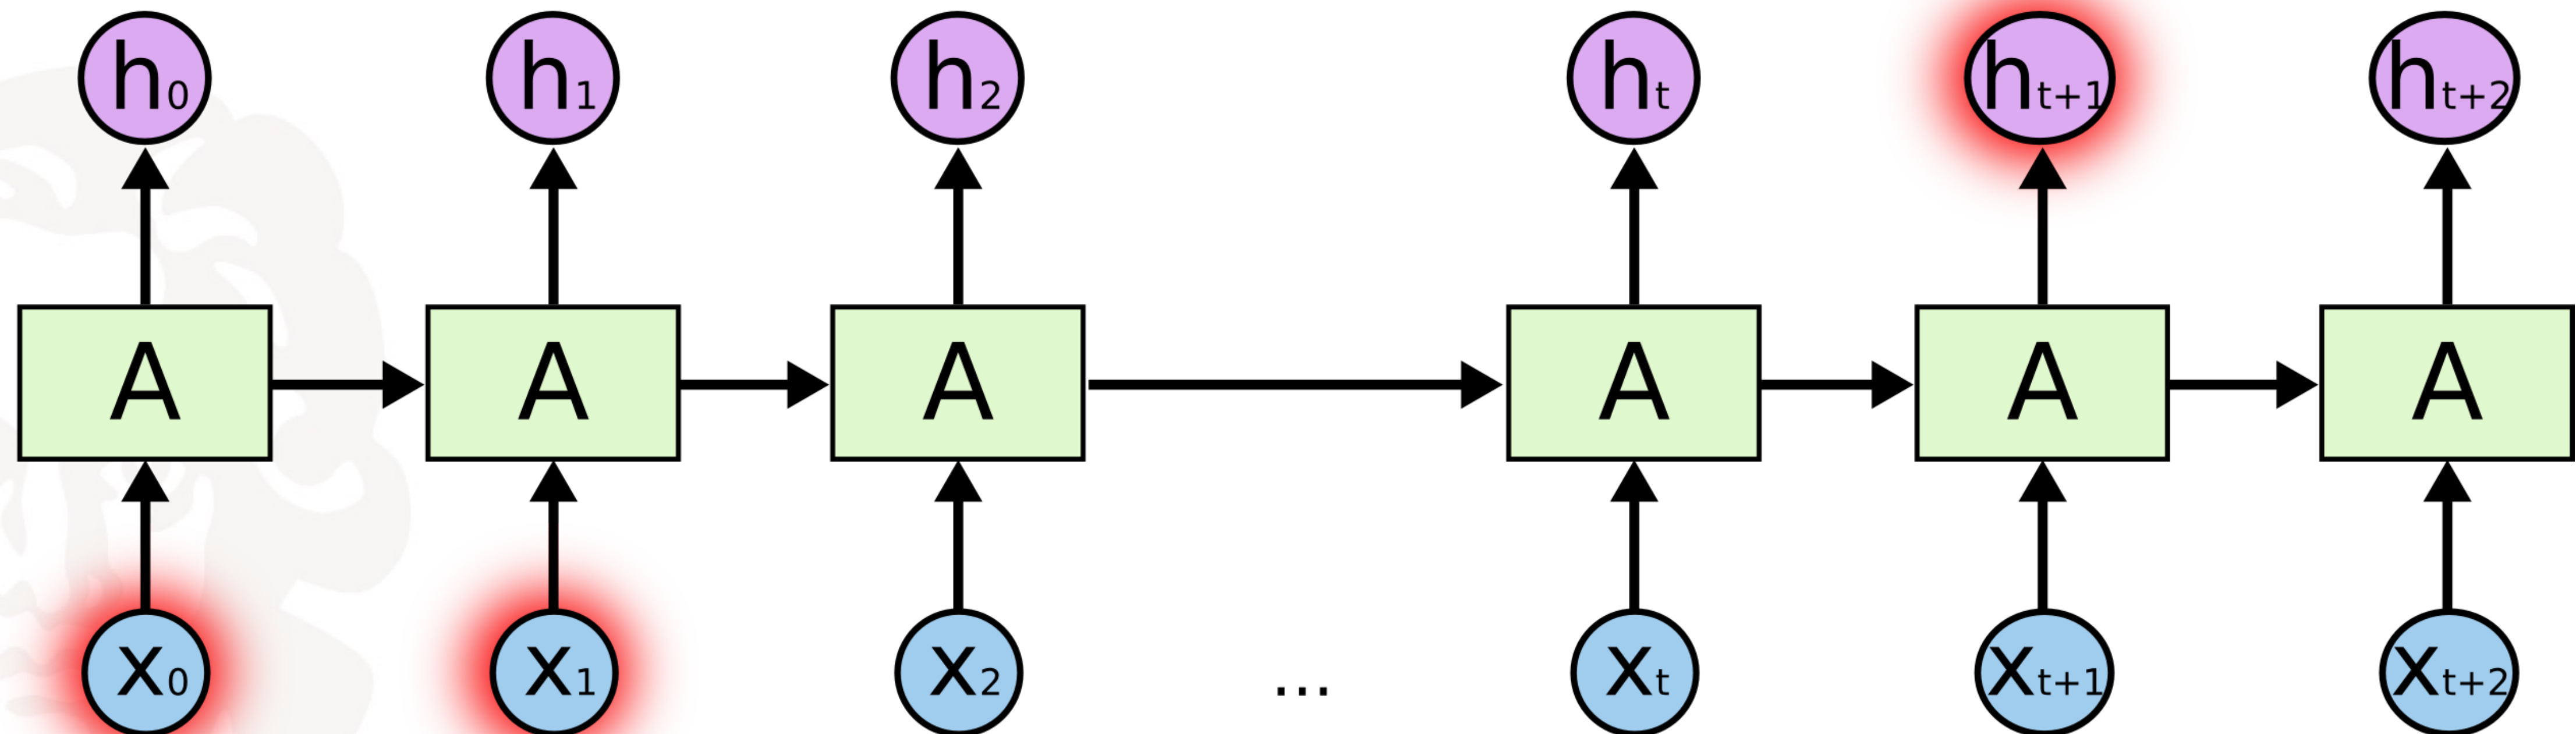 h0 h1 h2 ht ht+1 ht+2
A A A A A A
x0 x1 x2 ... xt xt+1 xt+2